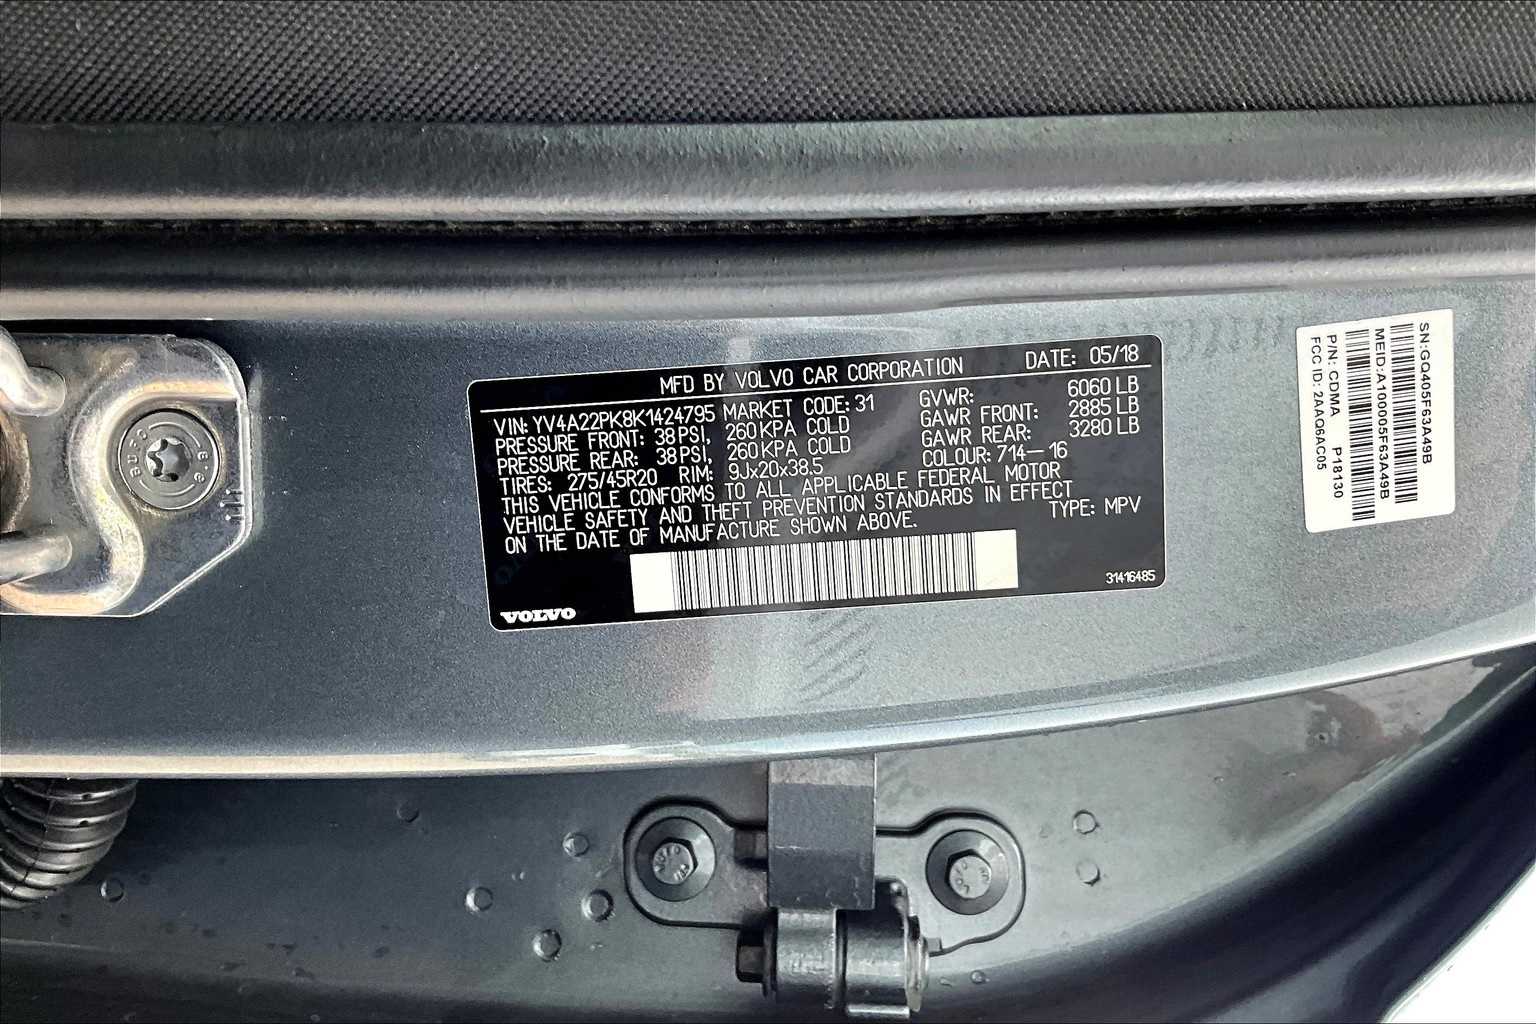 MFD BY VOLVO CAR CORPORATION DATE: 05/18
VIN: YV4A22PK8K1424795 MARKET CODE: 31 GVWR: 6060 LB
PRESSURE FRONT: 38 PSI, 260 KPA COLD GAWR FRONT: 2885 LB
PRESSURE REAR: 38 PSI, 260 KPA COLD GAWR REAR: 3280 LB
TIRES: 275/45R20 RIM: 9Jx20x38.5 COLOUR: 714-16
THIS VEHICLE CONFORMS TO ALL APPLICABLE FEDERAL MOTOR
VEHICLE SAFETY AND THEFT PREVENTION STANDARDS IN EFFECT
ON THE DATE OF MANUFACTURE SHOWN ABOVE. TYPE: MPV
31416485
VOLVO
SN:GQ405F63A49B
MEID:A100005F63A49B
P/N: CDMA P18130
FCC ID: 2AAQ6AC05